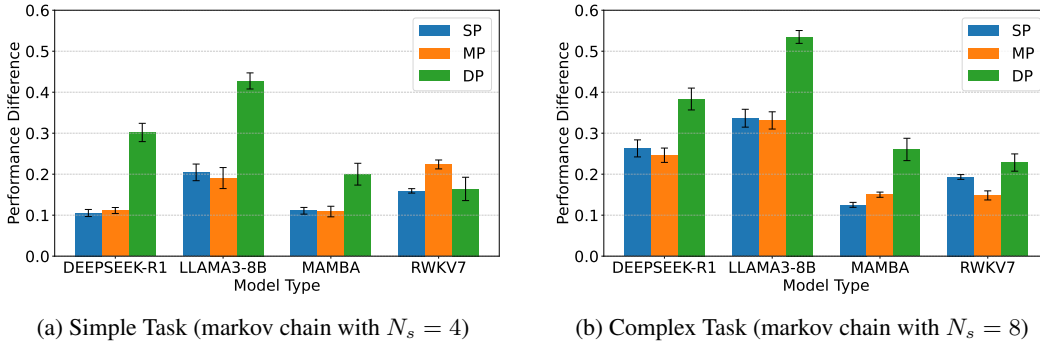 0.6
0.5
0.4
0.3
0.2
0.1
0.0
Performance Difference
SP
MP
DP
DEEPSEEK-R1 LLAMA3-8B MAMBA RWKV7
Model Type
(a) Simple Task (markov chain with N_s = 4)
0.6
0.5
0.4
0.3
0.2
0.1
0.0
Performance Difference
SP
MP
DP
DEEPSEEK-R1 LLAMA3-8B MAMBA RWKV7
Model Type
(b) Complex Task (markov chain with N_s = 8)